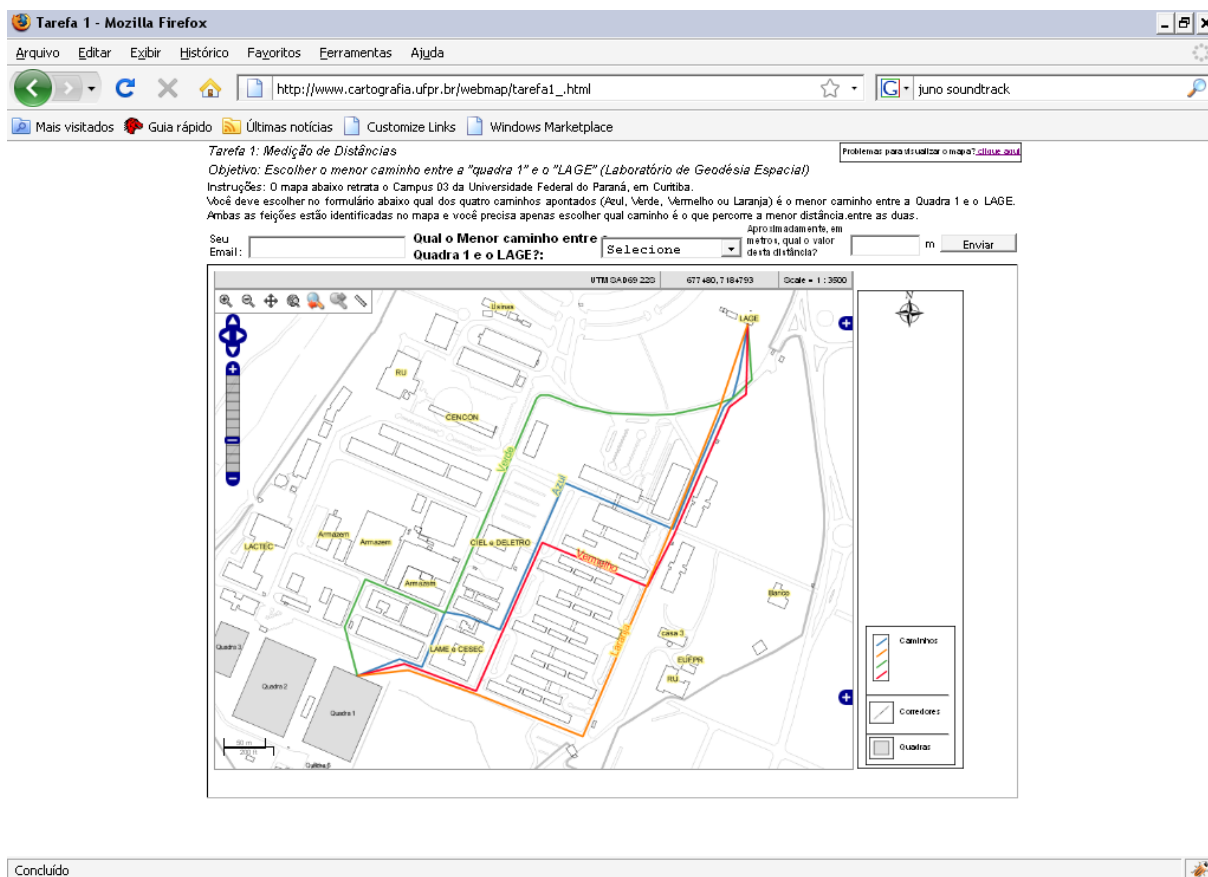 Tarefa 1 - Mozilla Firefox
Arquivo Editar Exibir Histórico Favoritos Ferramentas Ajuda
http://www.cartografia.ufpr.br/webmap/tarefa1_.html
juno soundtrack
Mais visitados Guia rápido Últimas notícias Customize Links Windows Marketplace
Tarefa 1: Medição de Distâncias
Problemas para visualizar o mapa? clique aqui
Objetivo: Escolher o menor caminho entre a "quadra 1" e o "LAGE" (Laboratório de Geodésia Espacial)
Instruções: O mapa abaixo retrata o Campus 03 da Universidade Federal do Paraná, em Curitiba.
Você deve escolher no formulário abaixo qual dos quatro caminhos apontados (Azul, Verde, Vermelho ou Laranja) é o menor caminho entre a Quadra 1 e o LAGE.
Ambas as feições estão identificadas no mapa e você precisa apenas escolher qual caminho é o que percorre a menor distância.entre as duas.
Seu
Email:
Qual o Menor caminho entre
Quadra 1 e o LAGE?:
Selecione
Aproximadamente, em
metros, qual o valor
desta distância?
m
Enviar
UTM SAD69 22S
677480, 7184793
Scale = 1 : 3500
N
Usinas
LAGE
RU
CENCON
Verde
Azul
LACTEC
Armazem
Armazem
CIEL e DELETRO
Vermelho
Armazem
Banco
LAME e CESEC
Laranja
casa 3
EUFPR
RU
Quadra 3
Quadra 2
Quadra 1
50 m
200 ft
Caminhos
Corredores
Quadras
Concluído